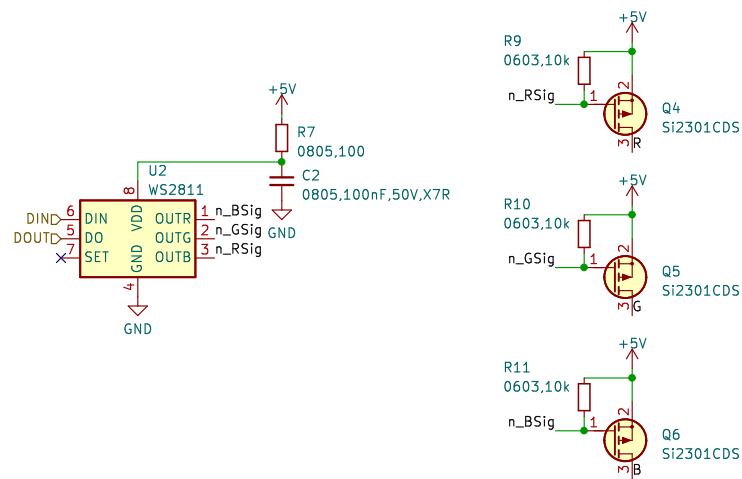 +5V
R7
0805,100
C2
0805,100nF,50V,X7R
GND
U2
WS2811
8
VDD
DIN
6
DIN
OUTR
1
n_BSig
DOUT
5
DO
OUTG
2
n_GSig
7
SET
OUTB
3
n_RSig
GND
4
GND
+5V
R9
0603,10k
n_RSig
1
2
3
R
Q4
Si2301CDS
+5V
R10
0603,10k
n_GSig
1
2
3
G
Q5
Si2301CDS
+5V
R11
0603,10k
n_BSig
1
2
3
B
Q6
Si2301CDS